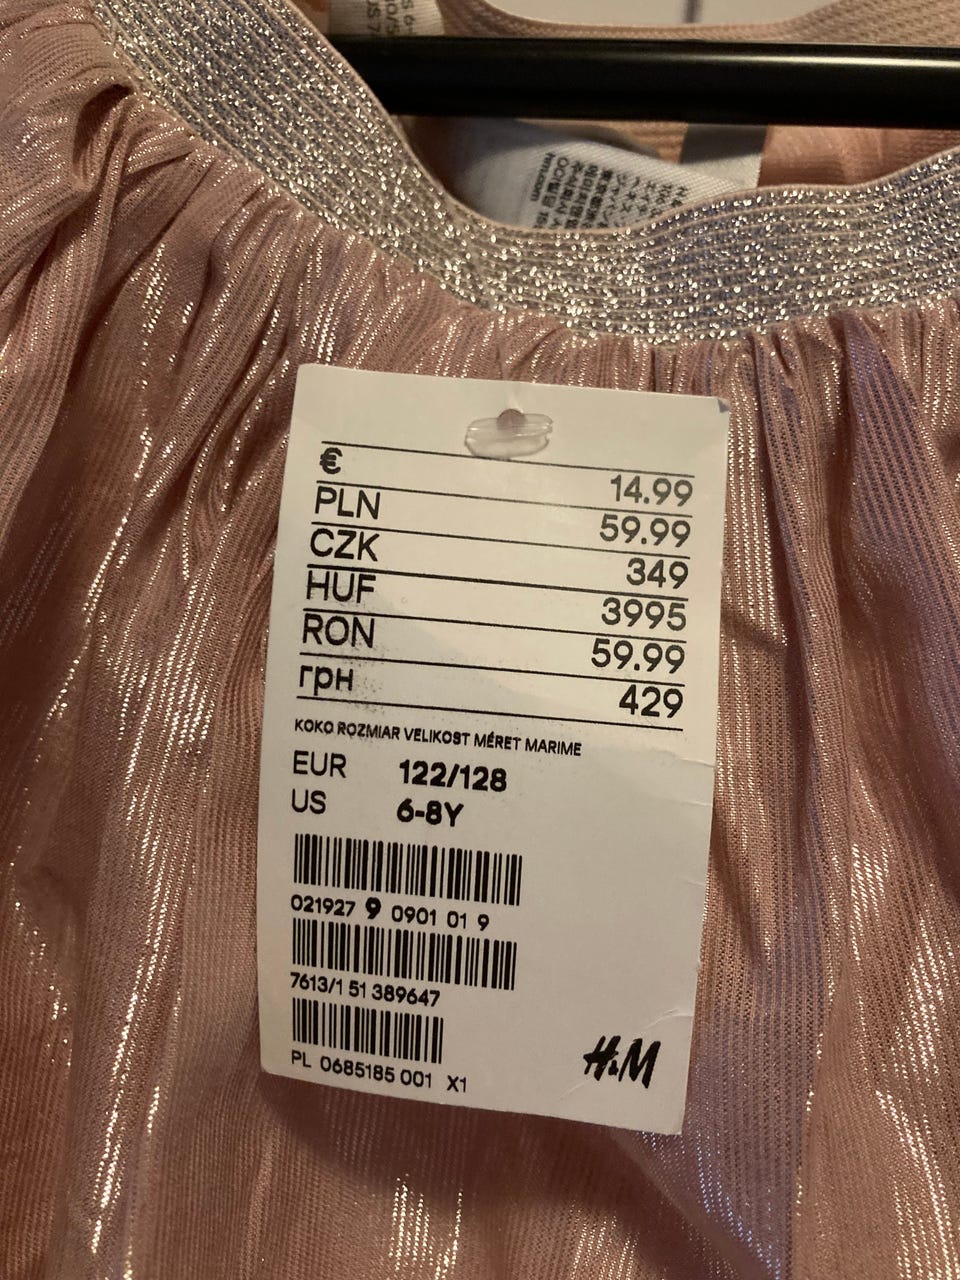 € 14.99
PLN 59.99
CZK 349
HUF 3995
RON 59.99
грн 429
KOKO ROZMIAR VELIKOST MÉRET MARIME
EUR 122/128
US 6-8Y
021927 9 0901 01 9
7613/1 51 389647
PL 0685185 001 X1
H&M